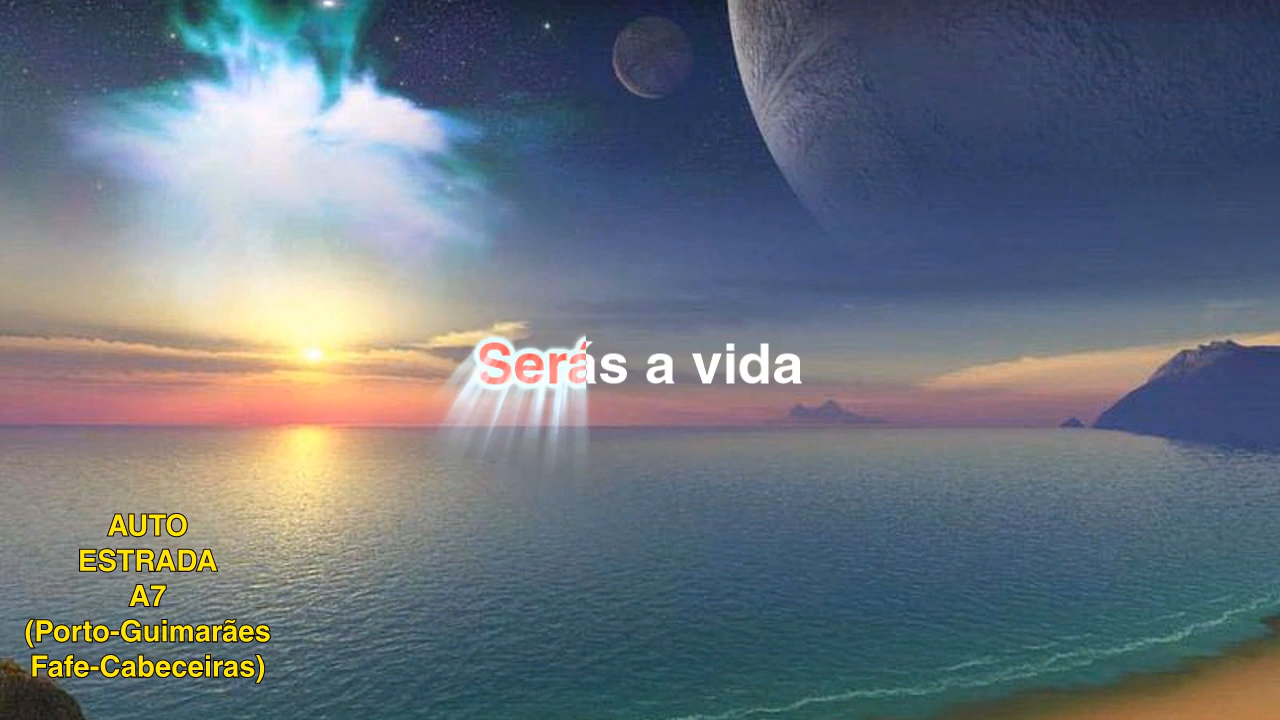 Serás a vida
AUTO
ESTRADA
A7
(Porto-Guimarães
Fafe-Cabeceiras)